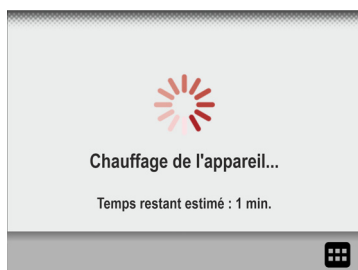 Chauffage de l'appareil...
Temps restant estimé : 1 min.